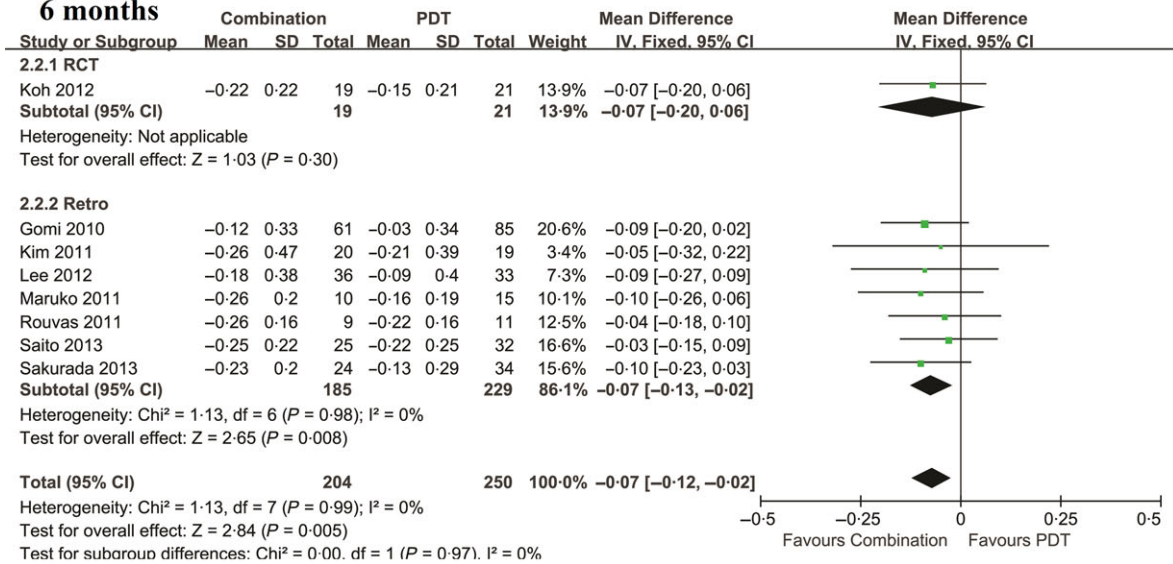 6 months
Combination PDT Mean Difference Mean Difference
Study or Subgroup Mean SD Total Mean SD Total Weight IV, Fixed, 95% CI IV, Fixed, 95% CI
2.2.1 RCT
Koh 2012 −0·22 0·22 19 −0·15 0·21 21 13·9% −0·07 [−0·20, 0·06]
Subtotal (95% CI) 19 21 13·9% −0·07 [−0·20, 0·06]
Heterogeneity: Not applicable
Test for overall effect: Z = 1·03 (P = 0·30)
2.2.2 Retro
Gomi 2010 −0·12 0·33 61 −0·03 0·34 85 20·6% −0·09 [−0·20, 0·02]
Kim 2011 −0·26 0·47 20 −0·21 0·39 19 3·4% −0·05 [−0·32, 0·22]
Lee 2012 −0·18 0·38 36 −0·09 0·4 33 7·3% −0·09 [−0·27, 0·09]
Maruko 2011 −0·26 0·2 10 −0·16 0·19 15 10·1% −0·10 [−0·26, 0·06]
Rouvas 2011 −0·26 0·16 9 −0·22 0·16 11 12·5% −0·04 [−0·18, 0·10]
Saito 2013 −0·25 0·22 25 −0·22 0·25 32 16·6% −0·03 [−0·15, 0·09]
Sakurada 2013 −0·23 0·2 24 −0·13 0·29 34 15·6% −0·10 [−0·23, 0·03]
Subtotal (95% CI) 185 229 86·1% −0·07 [−0·13, −0·02]
Heterogeneity: Chi² = 1·13, df = 6 (P = 0·98); I² = 0%
Test for overall effect: Z = 2·65 (P = 0·008)
Total (95% CI) 204 250 100·0% −0·07 [−0·12, −0·02]
Heterogeneity: Chi² = 1·13, df = 7 (P = 0·99); I² = 0%
Test for overall effect: Z = 2·84 (P = 0·005)
Test for subgroup differences: Chi² = 0·00, df = 1 (P = 0·97), I² = 0%
−0·5 −0·25 0 0·25 0·5
Favours Combination Favours PDT